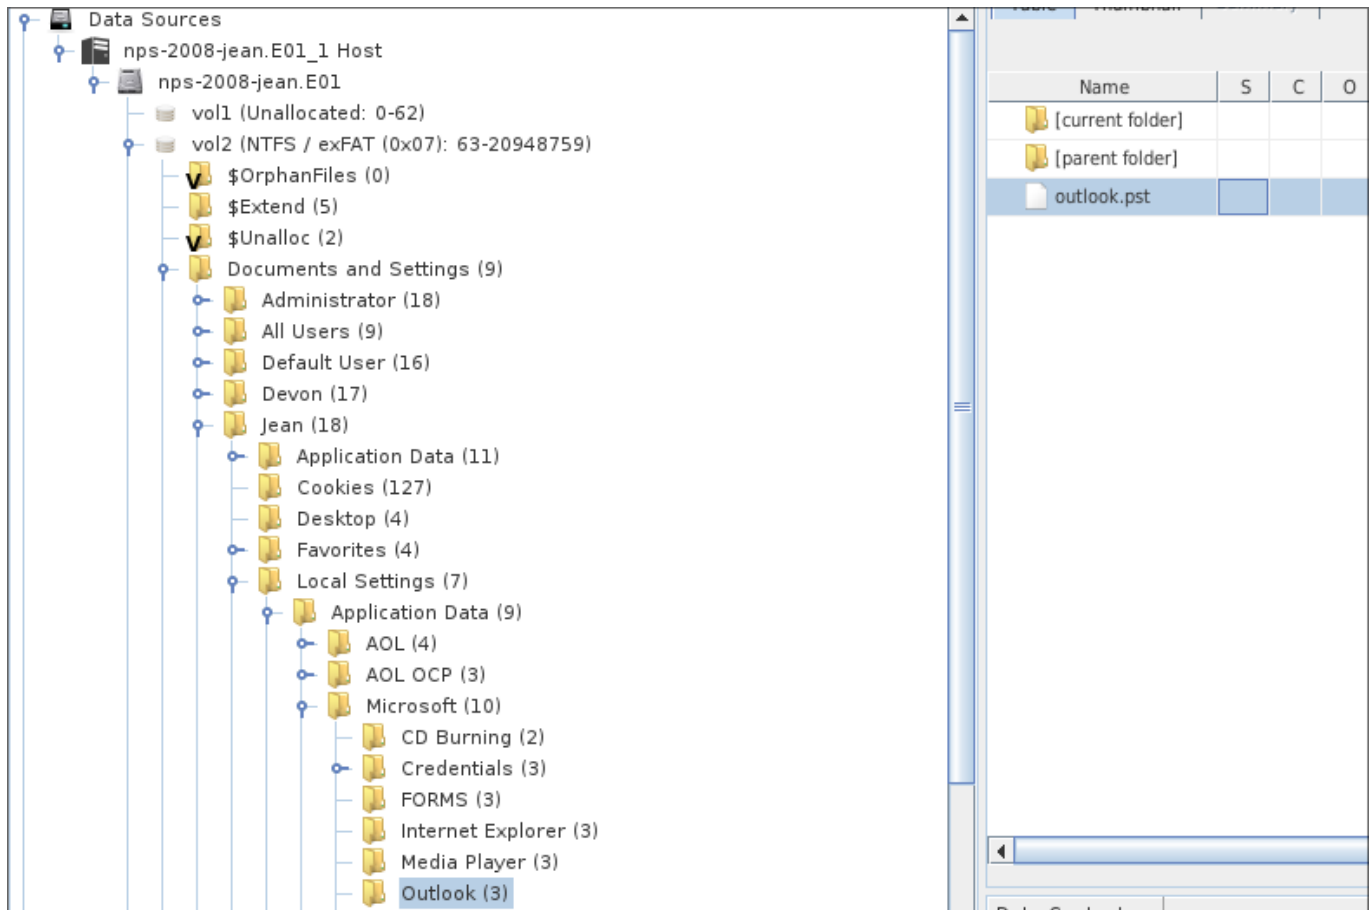 Data Sources
nps-2008-jean.E01_1 Host
nps-2008-jean.E01
vol1 (Unallocated: 0-62)
vol2 (NTFS / exFAT (0x07): 63-20948759)
$OrphanFiles (0)
$Extend (5)
$Unalloc (2)
Documents and Settings (9)
Administrator (18)
All Users (9)
Default User (16)
Devon (17)
Jean (18)
Application Data (11)
Cookies (127)
Desktop (4)
Favorites (4)
Local Settings (7)
Application Data (9)
AOL (4)
AOL OCP (3)
Microsoft (10)
CD Burning (2)
Credentials (3)
FORMS (3)
Internet Explorer (3)
Media Player (3)
Outlook (3)
Table Thumbnail Summary
Name S C O
[current folder]
[parent folder]
outlook.pst